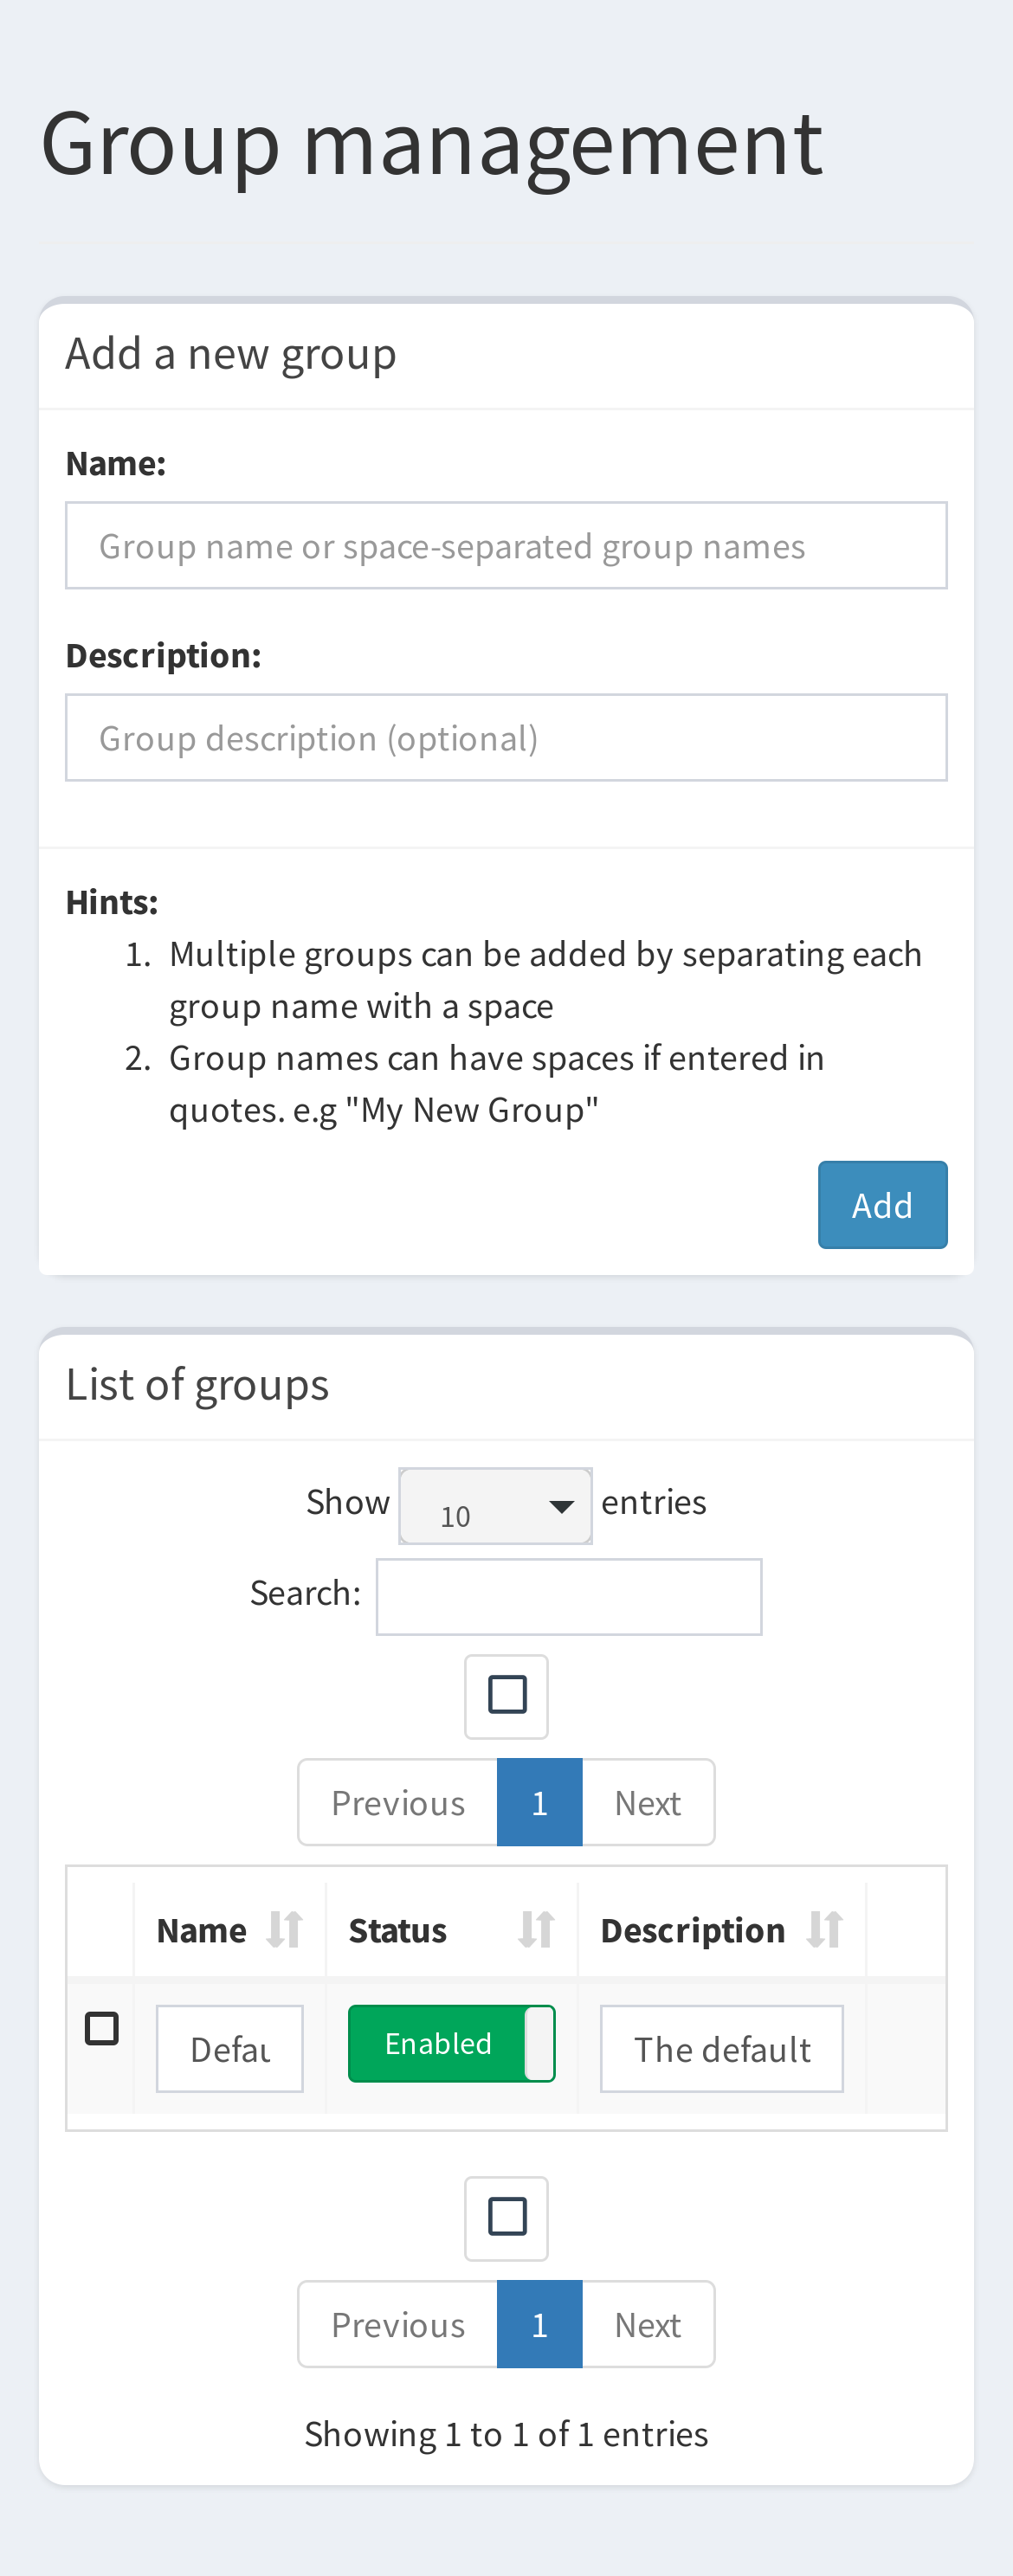 Group management
Add a new group
Name:
Group name or space-separated group names
Description:
Group description (optional)
Hints:
1. Multiple groups can be added by separating each
group name with a space
2. Group names can have spaces if entered in
quotes. e.g "My New Group"
Add
List of groups
Show 10 entries
Search:
Previous 1 Next
Name Status Description
Defau Enabled The default
Previous 1 Next
Showing 1 to 1 of 1 entries